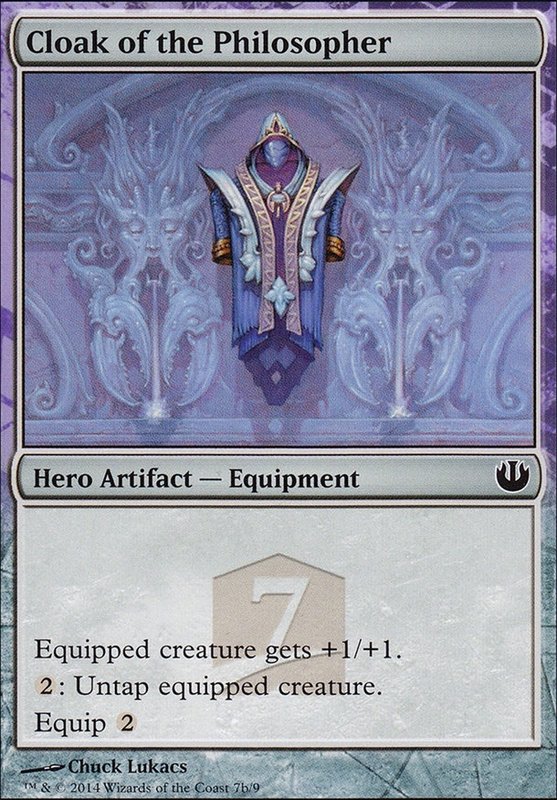 Cloak of the Philosopher
Hero Artifact — Equipment
7
Equipped creature gets +1/+1.
2: Untap equipped creature.
Equip 2
Chuck Lukacs
™ & © 2014 Wizards of the Coast 7b/9